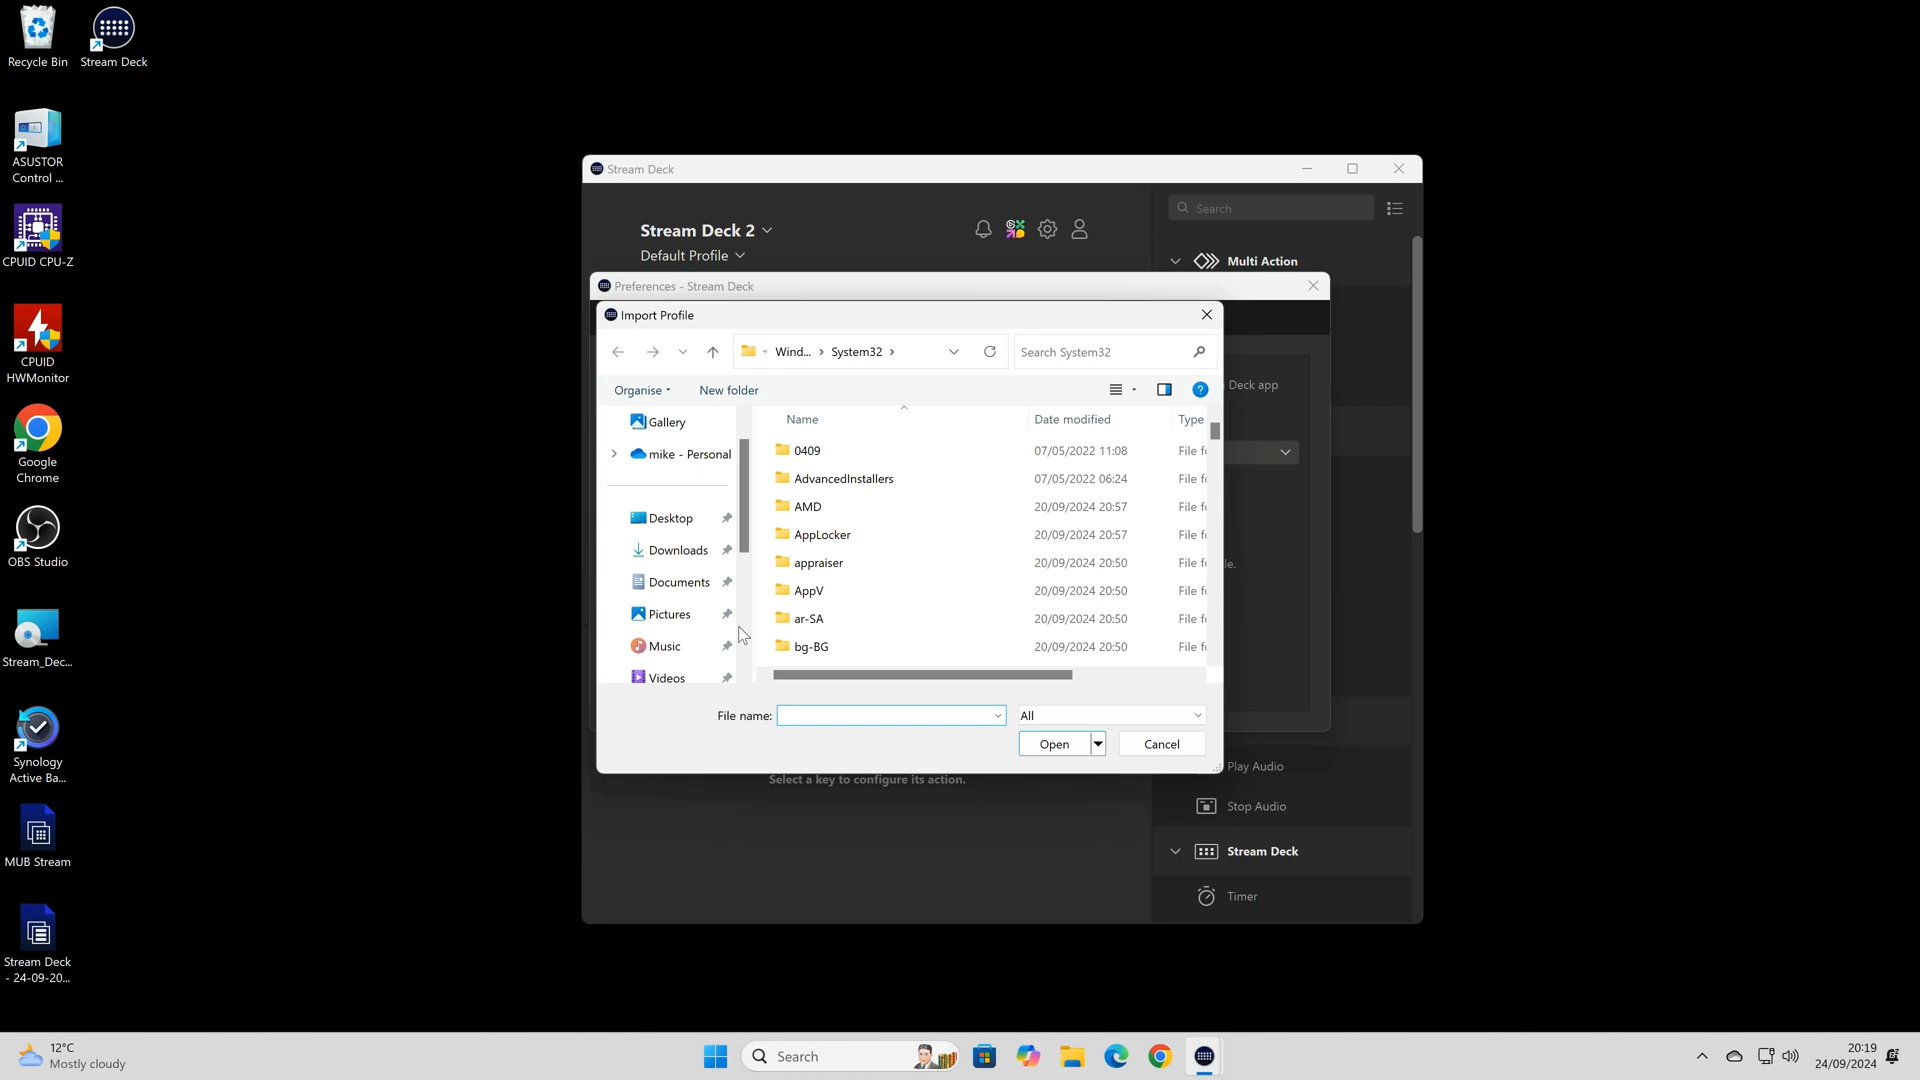 Recycle Bin
Stream Deck
ASUSTOR
Control ...
CPUID CPU-Z
CPUID
HWMonitor
Google
Chrome
OBS Studio
Stream_Dec...
Synology
Active Ba...
MUB Stream
Stream Deck
- 24-09-20...
Stream Deck
Stream Deck 2
Default Profile
Search
Multi Action
Preferences - Stream Deck
Deck app
le.
Import Profile
« Wind... › System32 ›
Search System32
Organise
New folder
Gallery
mike - Personal
Desktop
Downloads
Documents
Pictures
Music
Videos
Name Date modified Type
0409 07/05/2022 11:08 File fo
AdvancedInstallers 07/05/2022 06:24 File fo
AMD 20/09/2024 20:57 File fo
AppLocker 20/09/2024 20:57 File fo
appraiser 20/09/2024 20:50 File fo
AppV 20/09/2024 20:50 File fo
ar-SA 20/09/2024 20:50 File fo
bg-BG 20/09/2024 20:50 File fo
File name:
All
Open
Cancel
Select a key to configure its action.
Play Audio
Stop Audio
Stream Deck
Timer
12°C
Mostly cloudy
Search
20:19
24/09/2024